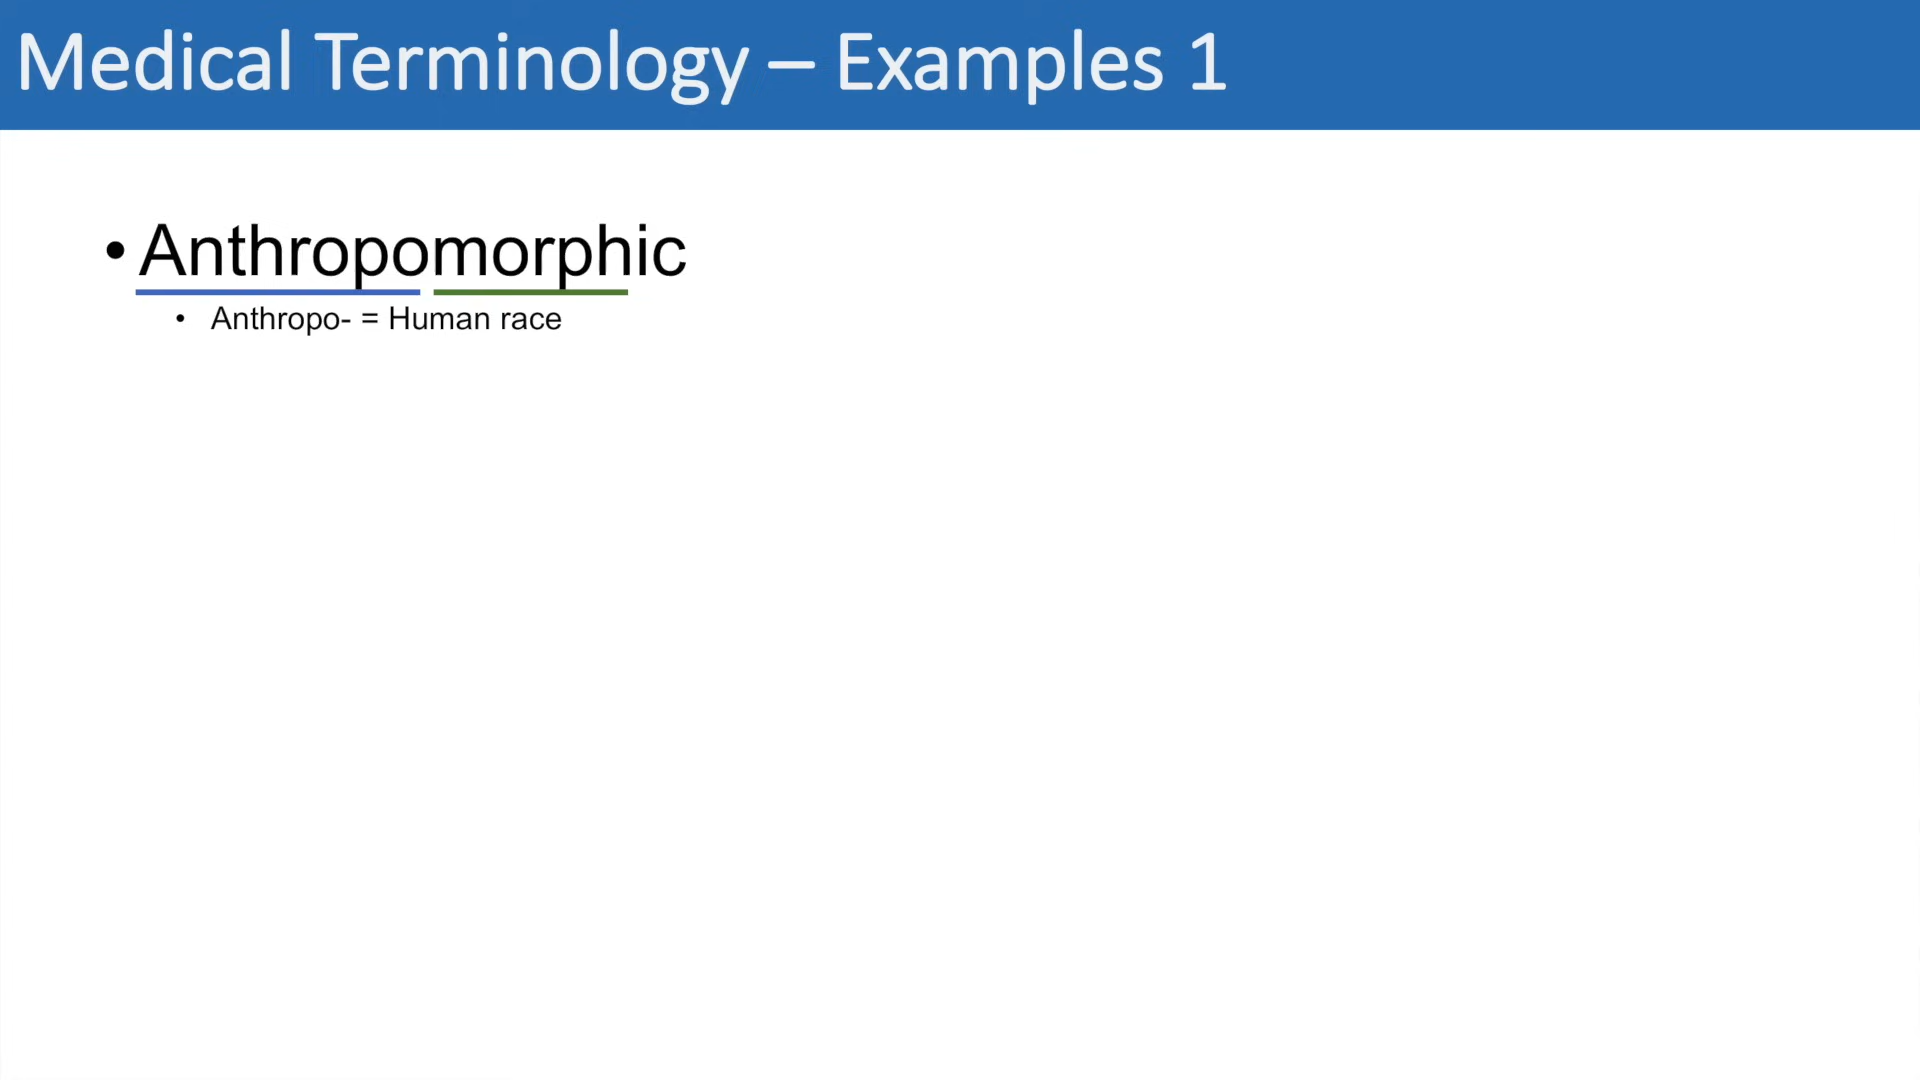 Medical Terminology – Examples 1
• Anthropomorphic
• Anthropo- = Human race